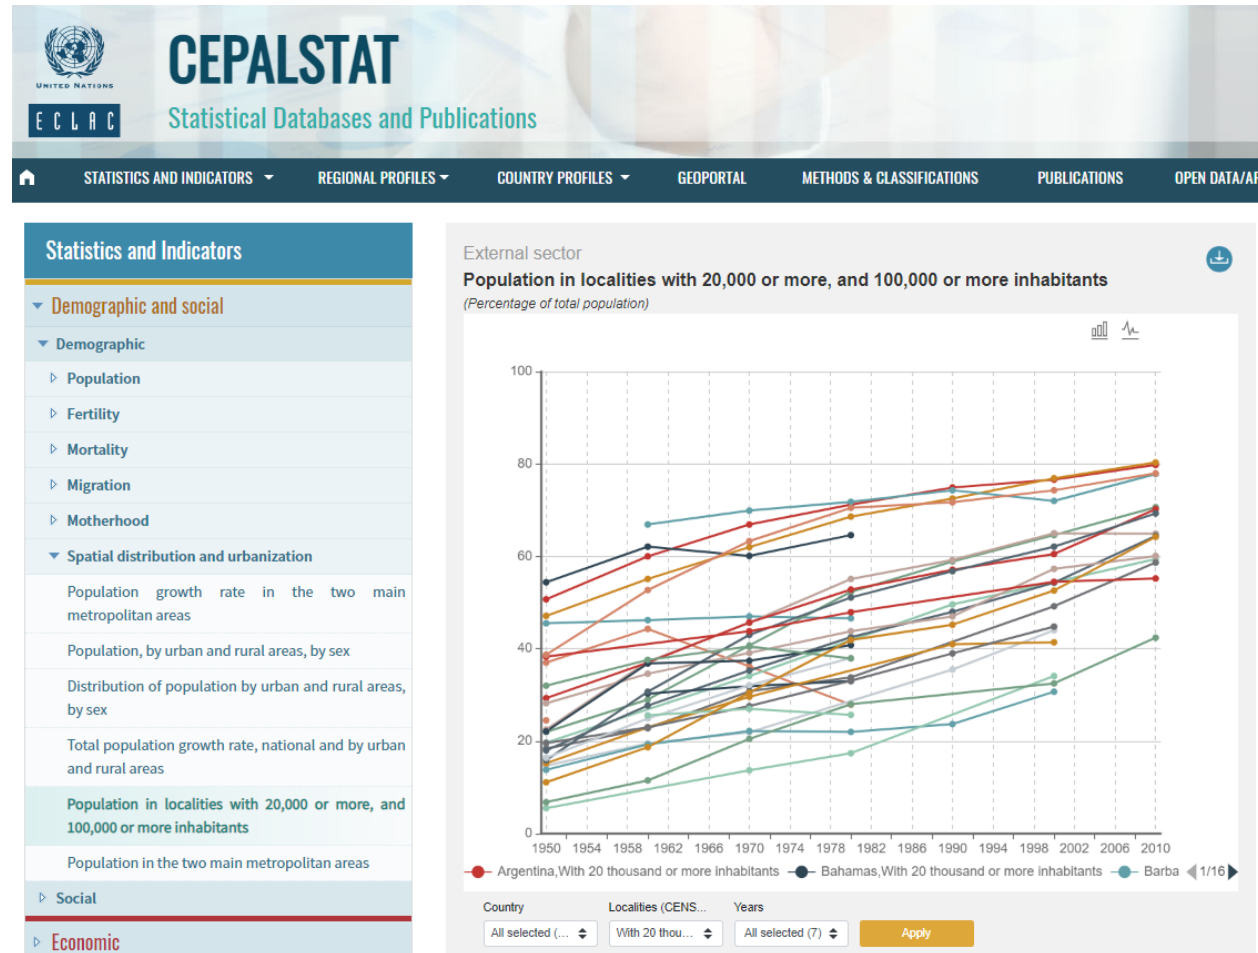 UNITED NATIONS
ECLAC
CEPALSTAT
Statistical Databases and Publications
STATISTICS AND INDICATORS
REGIONAL PROFILES
COUNTRY PROFILES
GEOPORTAL
METHODS & CLASSIFICATIONS
PUBLICATIONS
OPEN DATA/AP
Statistics and Indicators
Demographic and social
Demographic
Population
Fertility
Mortality
Migration
Motherhood
Spatial distribution and urbanization
Population growth rate in the two main
metropolitan areas
Population, by urban and rural areas, by sex
Distribution of population by urban and rural areas,
by sex
Total population growth rate, national and by urban
and rural areas
Population in localities with 20,000 or more, and
100,000 or more inhabitants
Population in the two main metropolitan areas
Social
Economic
External sector
Population in localities with 20,000 or more, and 100,000 or more inhabitants
(Percentage of total population)
100
80
60
40
20
0
1950 1954 1958 1962 1966 1970 1974 1978 1982 1986 1990 1994 1998 2002 2006 2010
Argentina,With 20 thousand or more inhabitants
Bahamas,With 20 thousand or more inhabitants
Barba
1/16
Country
Localities (CENS...
Years
All selected (...
With 20 thou...
All selected (7)
Apply